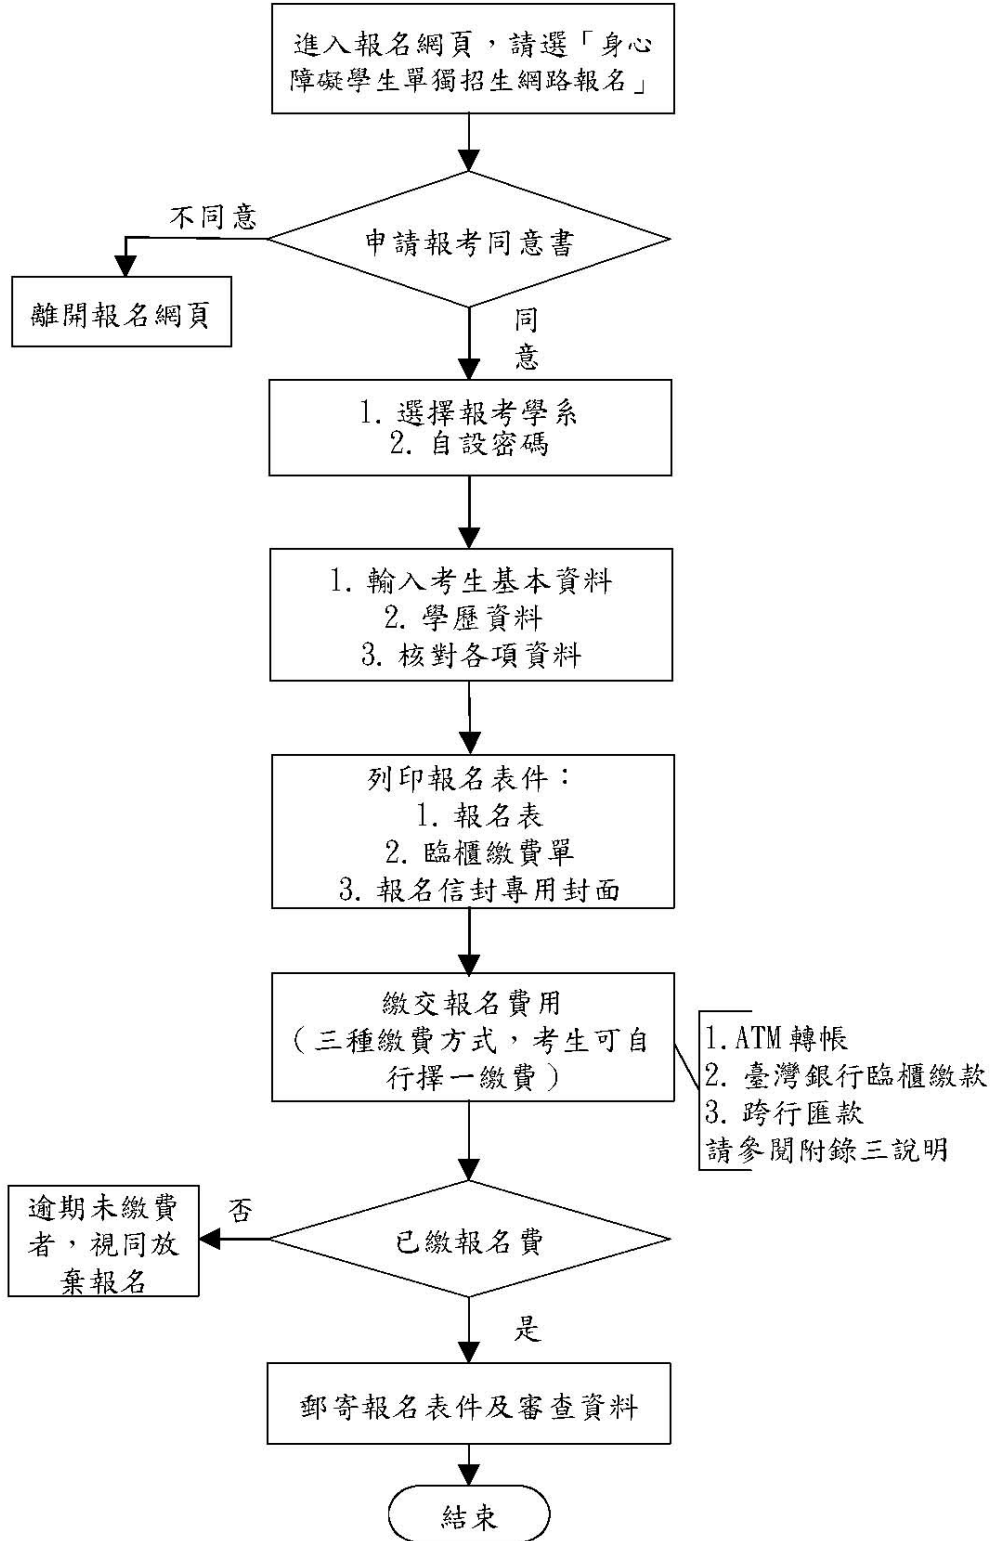 進入報名網頁，請選「身心
障礙學生單獨招生網路報名」
申請報考同意書
不同意
離開報名網頁
同
意
1. 選擇報考學系
2. 自設密碼
1. 輸入考生基本資料
2. 學歷資料
3. 核對各項資料
列印報名表件：
1. 報名表
2. 臨櫃繳費單
3. 報名信封專用封面
繳交報名費用
（三種繳費方式，考生可自
行擇一繳費）
1. ATM 轉帳
2. 臺灣銀行臨櫃繳款
3. 跨行匯款
請參閱附錄三說明
已繳報名費
否
逾期未繳費
者，視同放
棄報名
是
郵寄報名表件及審查資料
結束